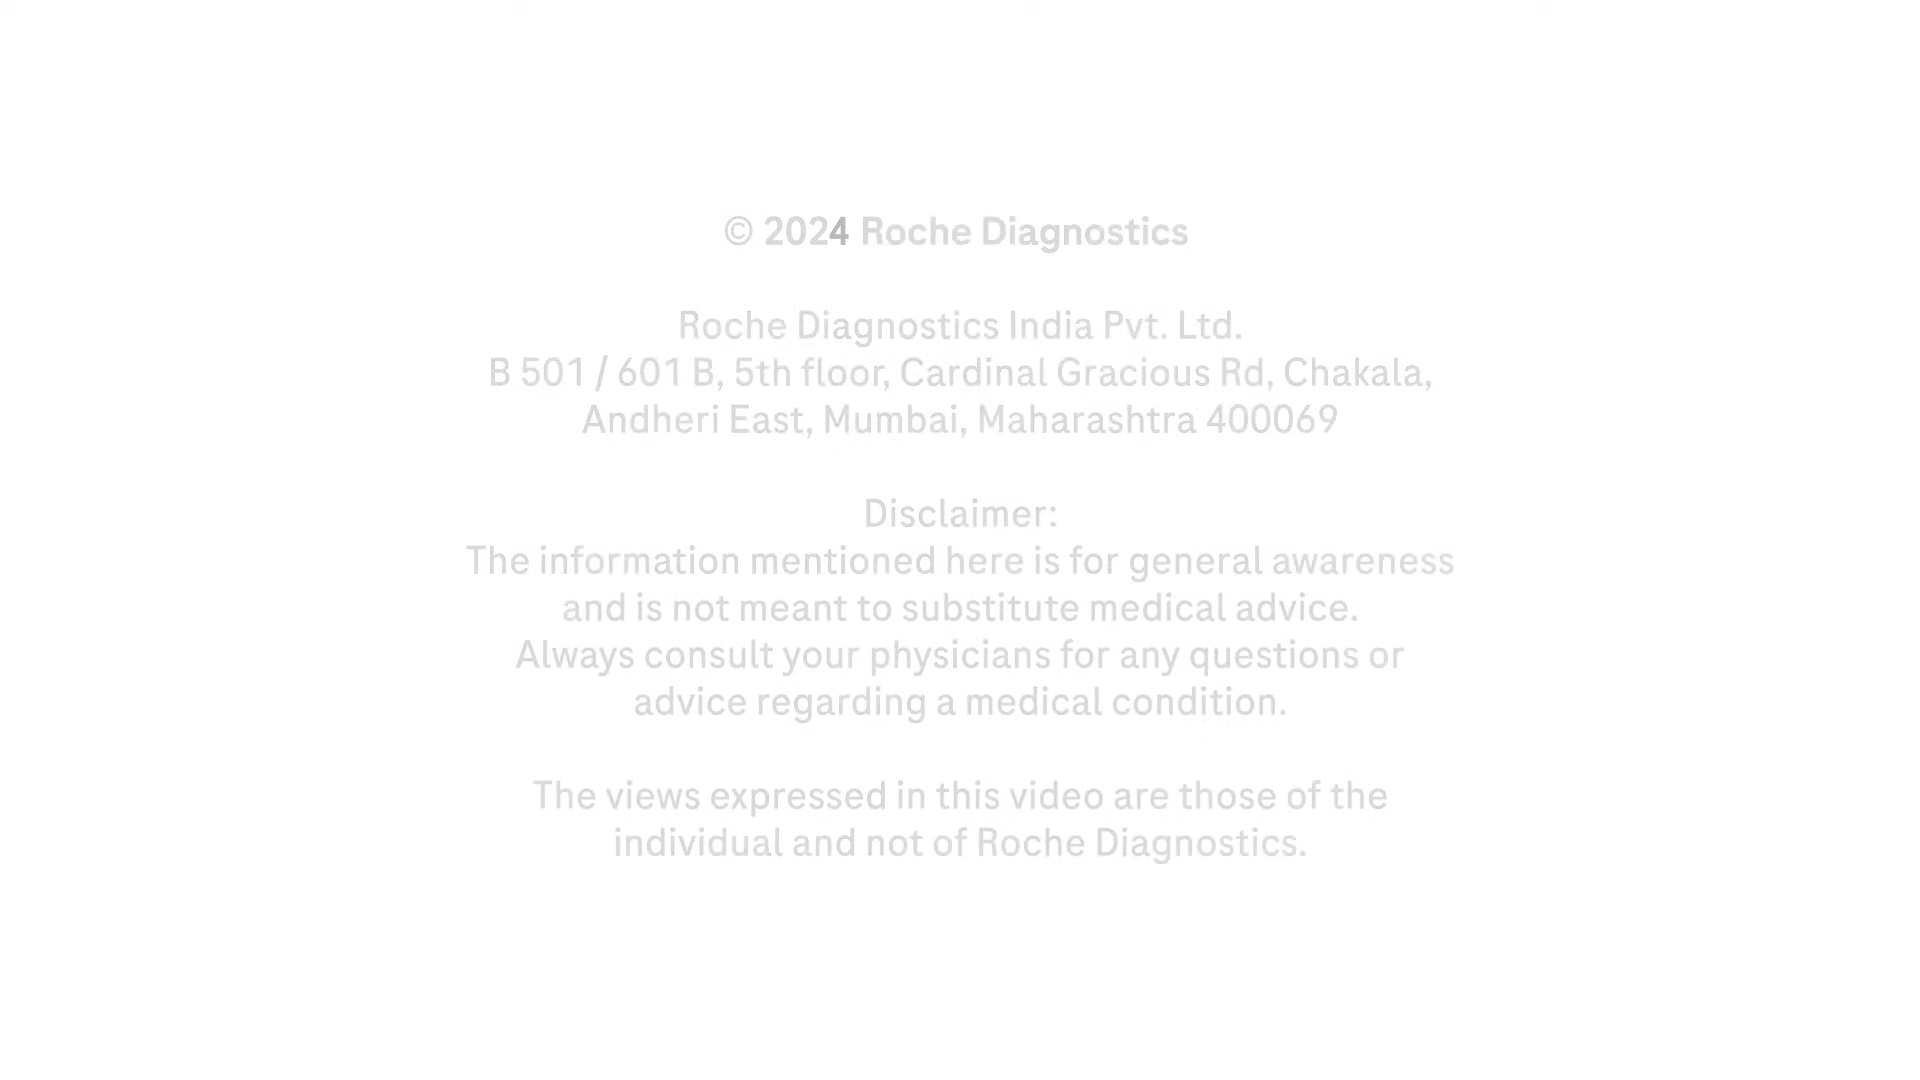 © 2024 Roche Diagnostics
Roche Diagnostics India Pvt. Ltd.
B 501 / 601 B, 5th floor, Cardinal Gracious Rd, Chakala,
Andheri East, Mumbai, Maharashtra 400069
Disclaimer:
The information mentioned here is for general awareness
and is not meant to substitute medical advice.
Always consult your physicians for any questions or
advice regarding a medical condition.
The views expressed in this video are those of the
individual and not of Roche Diagnostics.